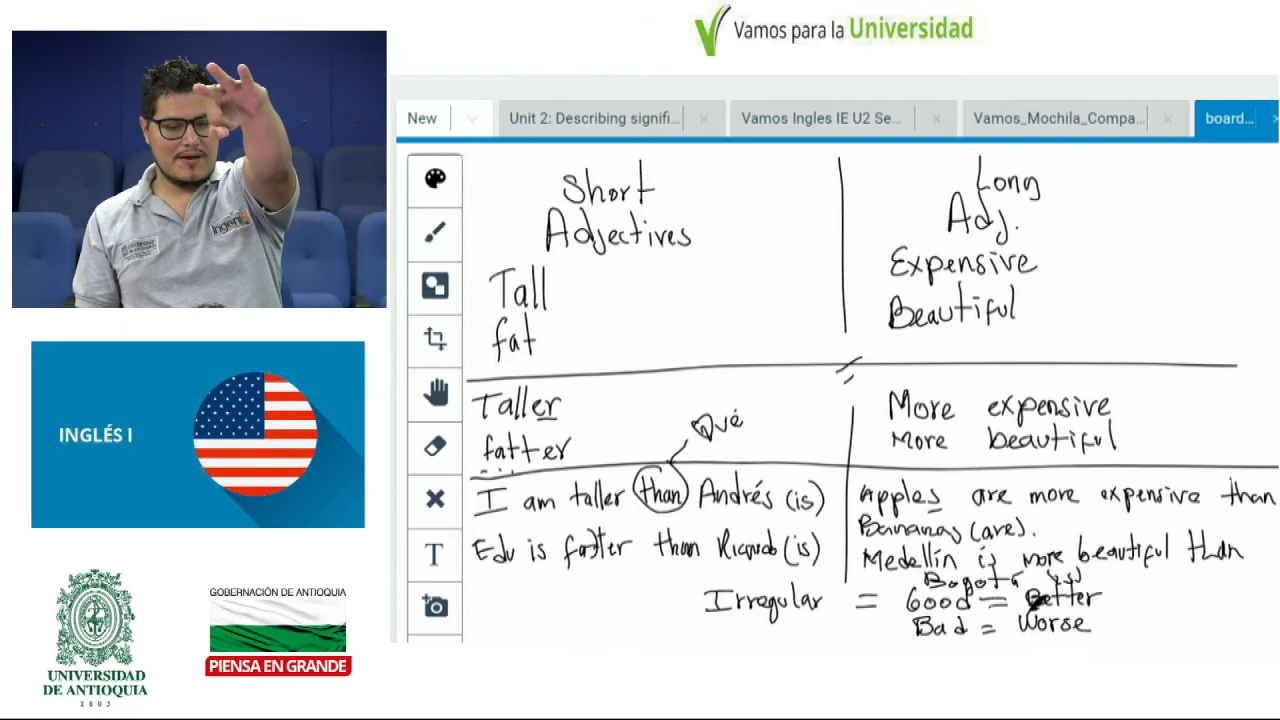 Vamos para la Universidad
New
Unit 2: Describing signifi...
Vamos Ingles IE U2 Se...
Vamos_Mochila_Compa...
board...
Short
Adjectives
Tall
fat
Long
Adj.
Expensive
Beautiful
Taller
fatter
Qué
More expensive
More beautiful
I am taller than Andrés (is)
Edu is fatter than Ricardo (is)
Apples are more expensive than
Bananas (are).
Medellín is more beautiful than
Bogotá (is)
Irregular = Good = Better
Bad = Worse
T
INGLÉS I
UNIVERSIDAD
DE ANTIOQUIA
1803
GOBERNACIÓN DE ANTIOQUIA
PIENSA EN GRANDE